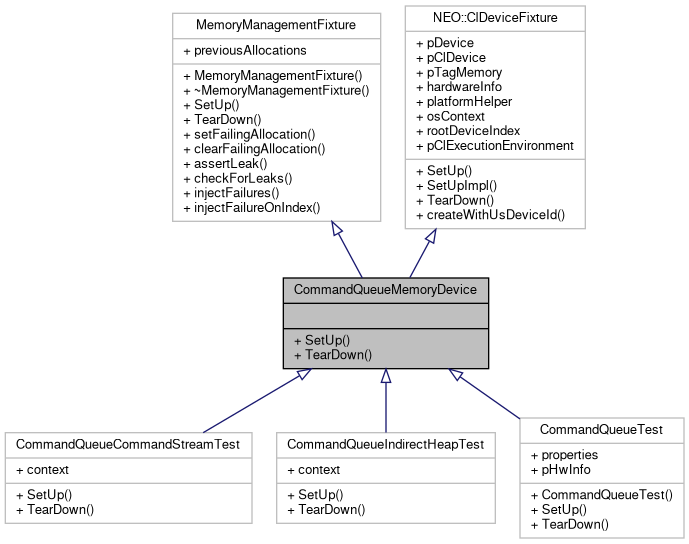 MemoryManagementFixture
+ previousAllocations
+ MemoryManagementFixture()
+ ~MemoryManagementFixture()
+ SetUp()
+ TearDown()
+ setFailingAllocation()
+ clearFailingAllocation()
+ assertLeak()
+ checkForLeaks()
+ injectFailures()
+ injectFailureOnIndex()
NEO::ClDeviceFixture
+ pDevice
+ pClDevice
+ pTagMemory
+ hardwareInfo
+ platformHelper
+ osContext
+ rootDeviceIndex
+ pClExecutionEnvironment
+ SetUp()
+ SetUpImpl()
+ TearDown()
+ createWithUsDeviceId()
CommandQueueMemoryDevice
+ SetUp()
+ TearDown()
CommandQueueCommandStreamTest
+ context
+ SetUp()
+ TearDown()
CommandQueueIndirectHeapTest
+ context
+ SetUp()
+ TearDown()
CommandQueueTest
+ properties
+ pHwInfo
+ CommandQueueTest()
+ SetUp()
+ TearDown()